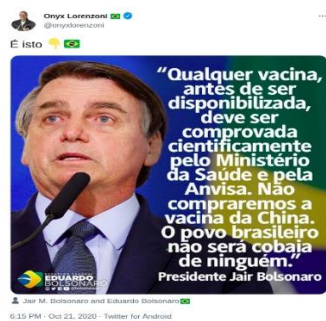 Onyx Lorenzoni
@onyxlorenzoni
É isto
“Qualquer vacina,
antes de ser
disponibilizada,
deve ser
comprovada
cientificamente
pelo Ministério
da Saúde e pela
Anvisa. Não
compraremos a
vacina da China.
O povo brasileiro
não será cobaia
de ninguém.”
Presidente Jair Bolsonaro
EDUARDO
BOLSONARO
Jair M. Bolsonaro and Eduardo Bolsonaro
6:15 PM · Oct 21, 2020 · Twitter for Android